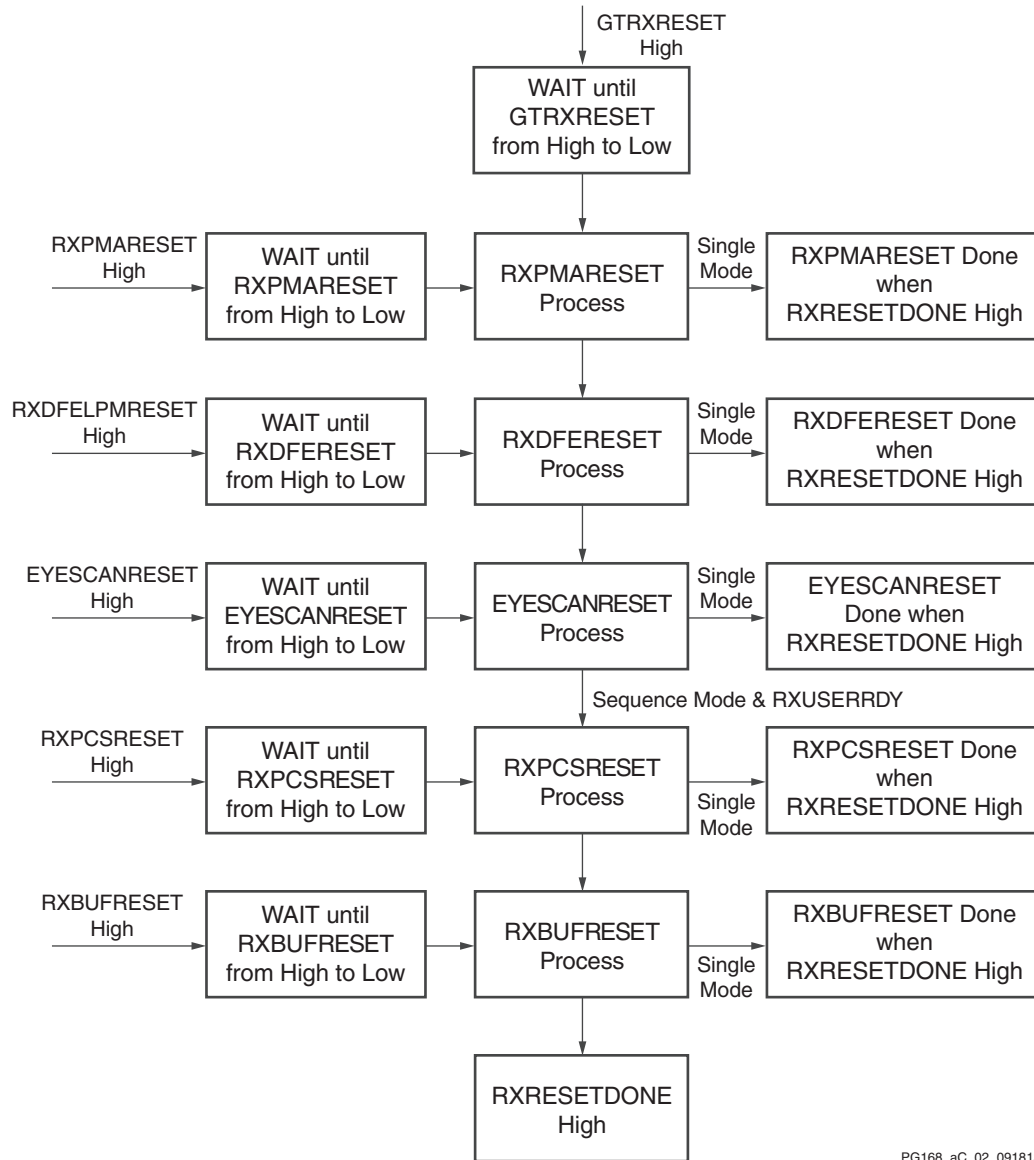 GTRXRESET
High
WAIT until
GTRXRESET
from High to Low
RXPMARESET
High
WAIT until
RXPMARESET
from High to Low
RXPMARESET
Process
Single
Mode
RXPMARESET Done
when
RXRESETDONE High
RXDFELPMRESET
High
WAIT until
RXDFERESET
from High to Low
RXDFERESET
Process
Single
Mode
RXDFERESET Done
when
RXRESETDONE High
EYESCANRESET
High
WAIT until
EYESCANRESET
from High to Low
EYESCANRESET
Process
Single
Mode
EYESCANRESET
Done when
RXRESETDONE High
Sequence Mode & RXUSERRDY
RXPCSRESET
High
WAIT until
RXPCSRESET
from High to Low
RXPCSRESET
Process
Single
Mode
RXPCSRESET Done
when
RXRESETDONE High
RXBUFRESET
High
WAIT until
RXBUFRESET
from High to Low
RXBUFRESET
Process
Single
Mode
RXBUFRESET Done
when
RXRESETDONE High
RXRESETDONE
High
PG168_aC_02_09181